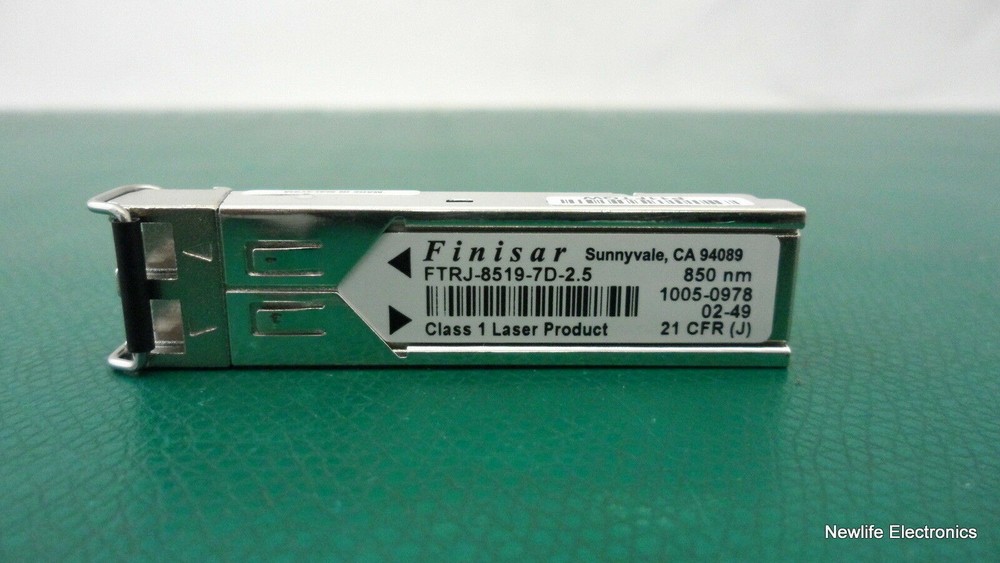 Finisar Sunnyvale, CA 94089
FTRJ-8519-7D-2.5 850 nm
1005-0978
02-49
Class 1 Laser Product 21 CFR (J)
Newlife Electronics